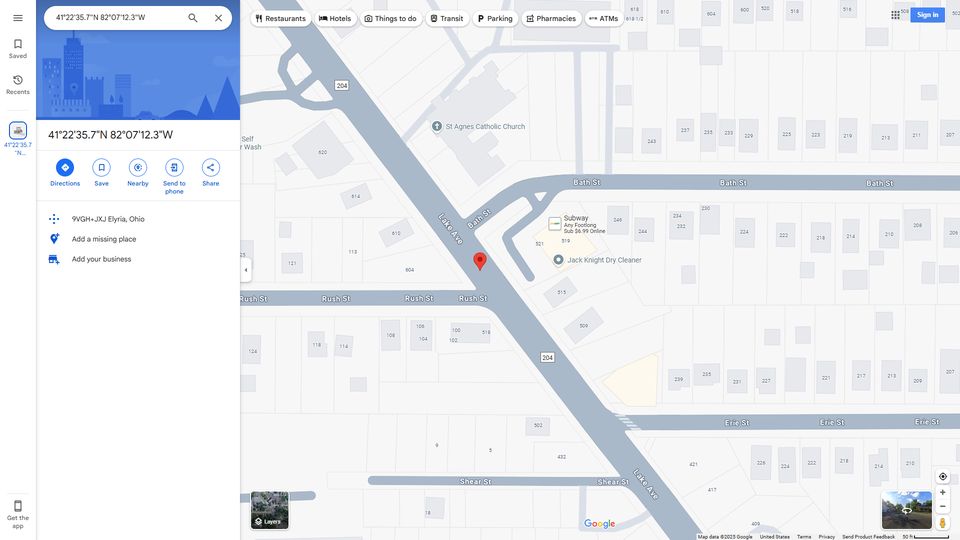 41°22'35.7"N 82°07'12.3"W
Restaurants
Hotels
Things to do
Transit
Parking
Pharmacies
ATMs
Sign in
Saved
Recents
41°22'35.7
"N...
Get the
app
41°22'35.7"N 82°07'12.3"W
Directions
Save
Nearby
Send to
phone
Share
9VGH+JXJ Elyria, Ohio
Add a missing place
Add your business
204
St Agnes Catholic Church
Self
r Wash
620
614
610
604
113
121
618
618 1/2
610
604
520
508
516
243
237
235
233
229
225
223
219
213
211
207
Bath St
Bath St
Bath St
Bath St
Lake Ave
Subway
Any Footlong
Sub $6.99 Online
521
519
Jack Knight Dry Cleaner
246
244
234
232
230
222
218
214
210
515
509
Rush St
Rush St
Rush St
Rush St
108
106
104
100
102
518
118
114
124
204
239
235
231
227
221
217
213
209
207
Erie St
Erie St
Erie St
502
9
5
432
421
417
409
226
224
222
218
214
210
Shear St
Shear St
Lake Ave
18
Layers
Google
Map data ©2025 Google
United States
Terms
Privacy
Send Product Feedback
50 ft